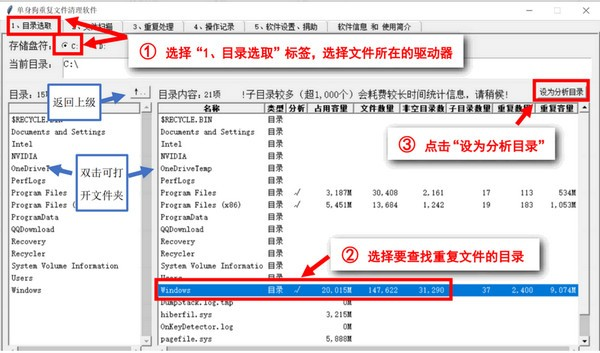 单身狗重复文件清理软件
1、目录选取
3、重复处理
4、操作记录
5、软件设置、捐助
软件信息 和 使用简介
① 选择“1、目录选取”标签，选择文件所在的驱动器
存储盘符：
C:
当前目录：
C:\
返回上级
↑..
目录：
目录内容：21项
!子目录较多（超1,000个）会耗费较长时间统计信息，请稍候!
设为分析目录
③ 点击“设为分析目录”
双击可打
开文件夹
$RECYCLE.BIN
Documents and Settings
Intel
NVIDIA
OneDriveTemp
PerfLogs
Program Files
Program Files
ProgramData
QQDownload
Recovery
Recycler
System Volume Information
Users
Windows
名称 类型 分析 占用容量 文件数量 非空目录数 子目录数量 重复数量 重复容量
$RECYCLE.BIN 目录
Documents and Settings 目录
Intel 目录
NVIDIA 目录
OneDriveTemp 目录
PerfLogs 目录
Program Files 目录 √ 3,187M 30,408 2,161 17 113 534M
Program Files (x86) 目录 √ 5,451M 13,684 1,242 19 183 1,053M
ProgramData 目录
QQDownload 目录
Recovery 目录
Recycler 目录
System Volume Informatio 目录
② 选择要查找重复文件的目录
Users 目录
Windows 目录 √ 20,015M 147,622 31,290 37 2,400 9,074M
DumpStack.log.tmp 0M
hiberfil.sys 3,215M
OnKeyDetector.log 0M
pagefile.sys 5,888M